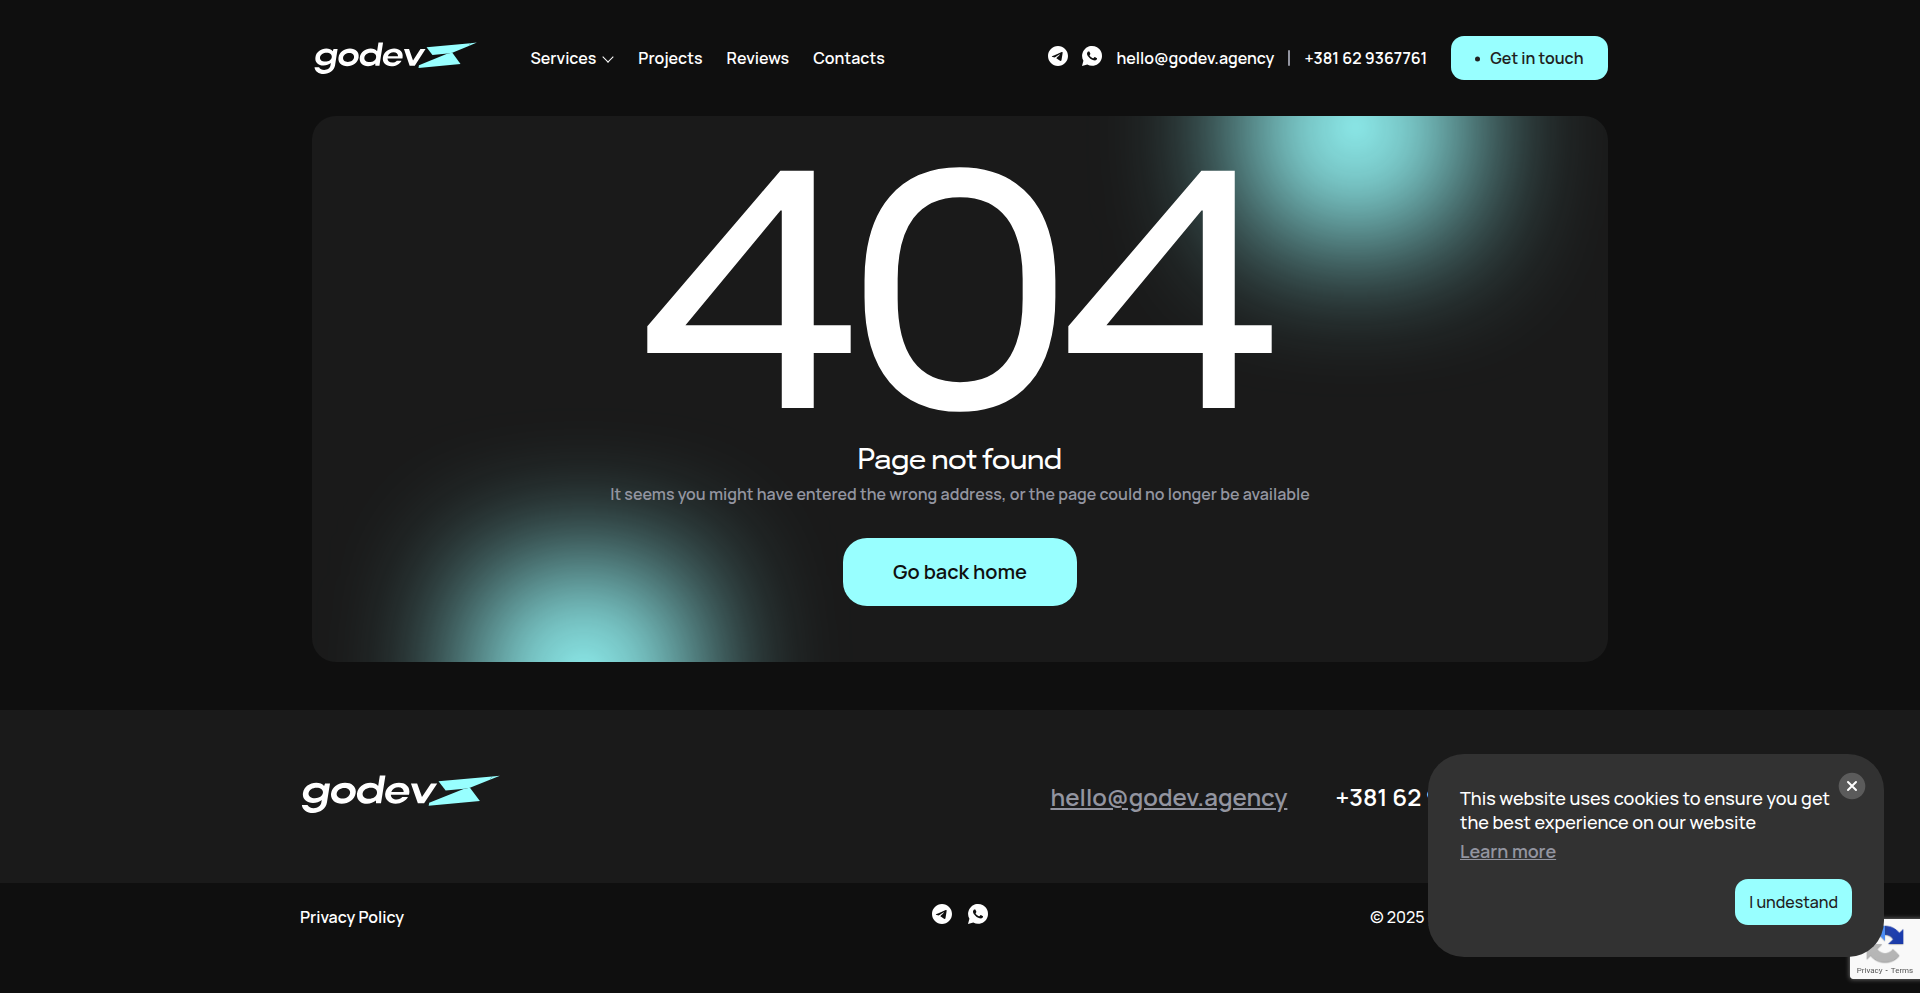 godev
Services Projects Reviews Contacts
hello@godev.agency | +381 62 9367761
• Get in touch
404
Page not found
It seems you might have entered the wrong address, or the page could no longer be available
Go back home
godev
hello@godev.agency +381 62
This website uses cookies to ensure you get
the best experience on our website
Learn more
I undestand
Privacy Policy
© 2025
Privacy - Terms